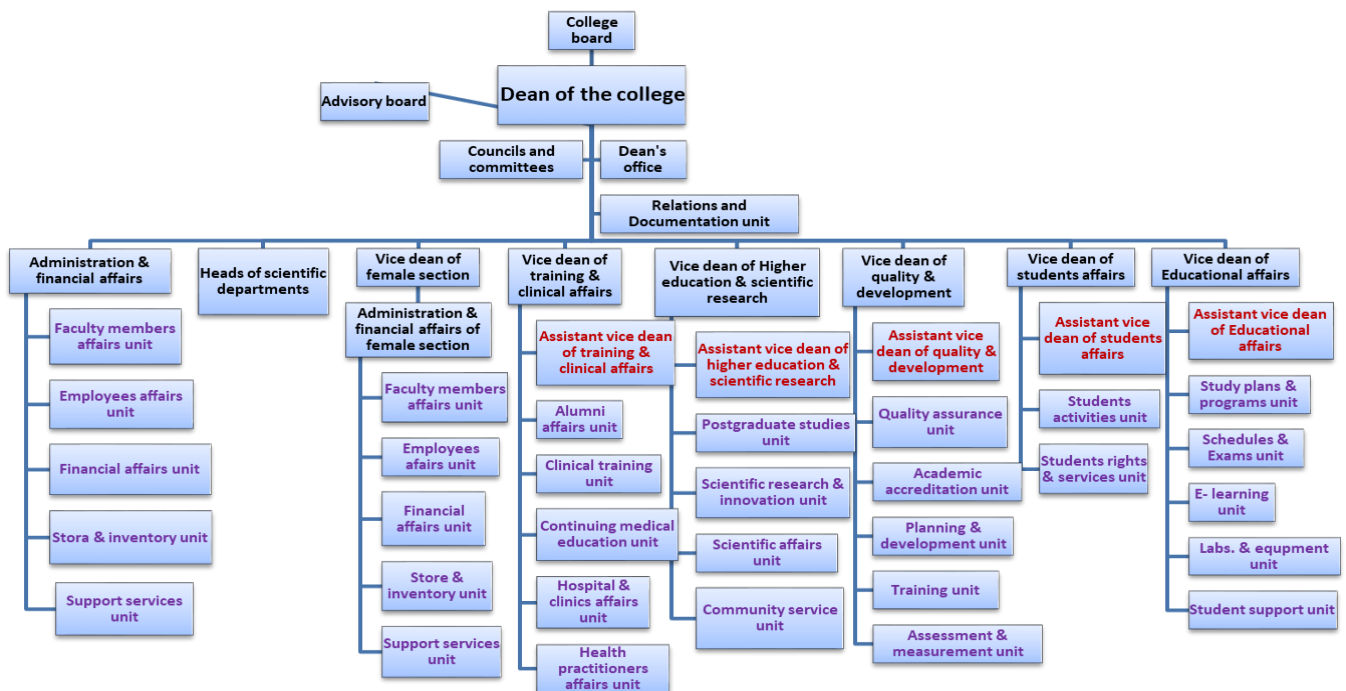 College
board
Dean of the college
Advisory board
Councils and
committees
Dean's
office
Relations and
Documentation unit
Administration &
financial affairs
Faculty members
affairs unit
Employees affairs
unit
Financial affairs unit
Stora & inventory unit
Support services
unit
Heads of scientific
departments
Vice dean of
female section
Administration &
financial affairs of
female section
Faculty members
affairs unit
Employees
afairs unit
Financial
affairs unit
Store &
inventory unit
Support services
unit
Vice dean of
training &
clinical affairs
Assistant vice dean
of training &
clinical affairs
Alumni
affairs unit
Clinical training
unit
Continuing medical
education unit
Hospital &
clinics affairs
unit
Health
practitioners
affairs unit
Vice dean of Higher
education & scientific
research
Assistant vice dean of
higher education &
scientific research
Postgraduate studies
unit
Scientific research &
innovation unit
Scientific affairs
unit
Community service
unit
Vice dean of
quality &
development
Assistant vice
dean of quality &
development
Quality assurance
unit
Academic
accreditation unit
Planning &
development unit
Training unit
Assessment &
measurement unit
Vice dean of
students affairs
Assistant vice
dean of students
affairs
Students
activities unit
Students rights
& services unit
Vice dean of
Educational affairs
Assistant vice dean
of Educational
affairs
Study plans &
programs unit
Schedules &
Exams unit
E- learning
unit
Labs. & equpment
unit
Student support unit